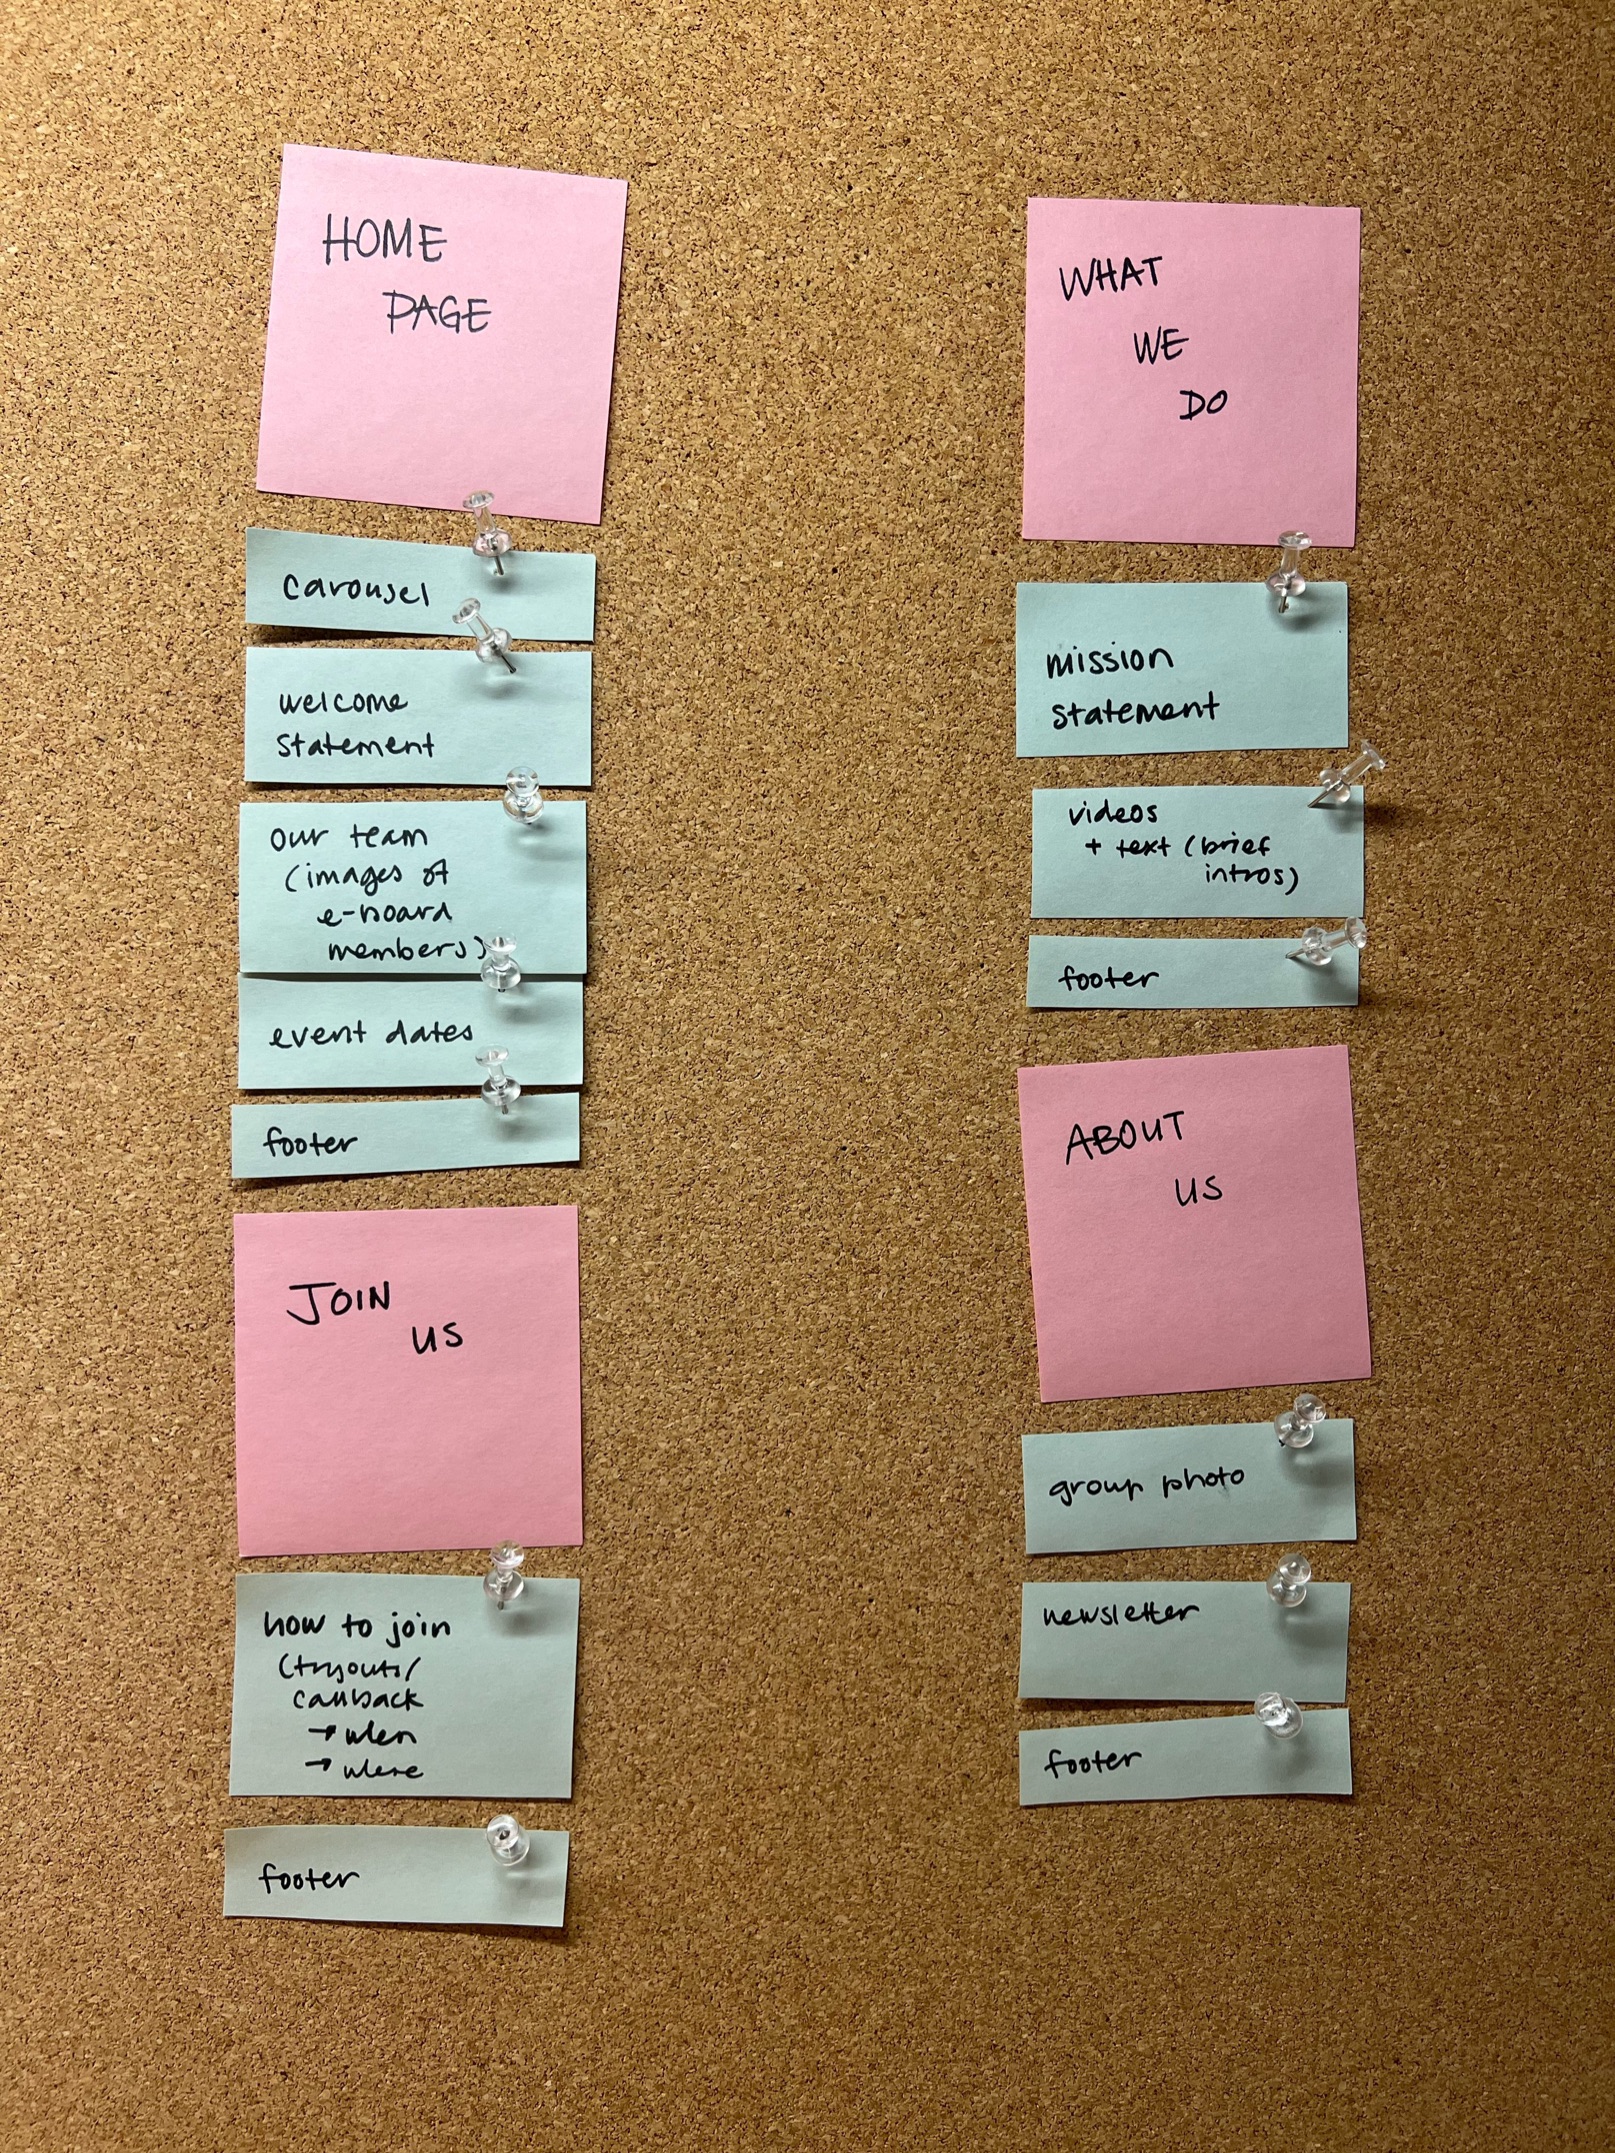 HOME
PAGE
carousel
welcome
statement
our team
(images of
e-board
members)
event dates
footer
JOIN
US
how to join
(tryouts/
callback
→ when
→ where
footer
WHAT
WE
DO
mission
statement
videos
+ text (brief
intros)
footer
ABOUT
US
group photo
newsletter
footer